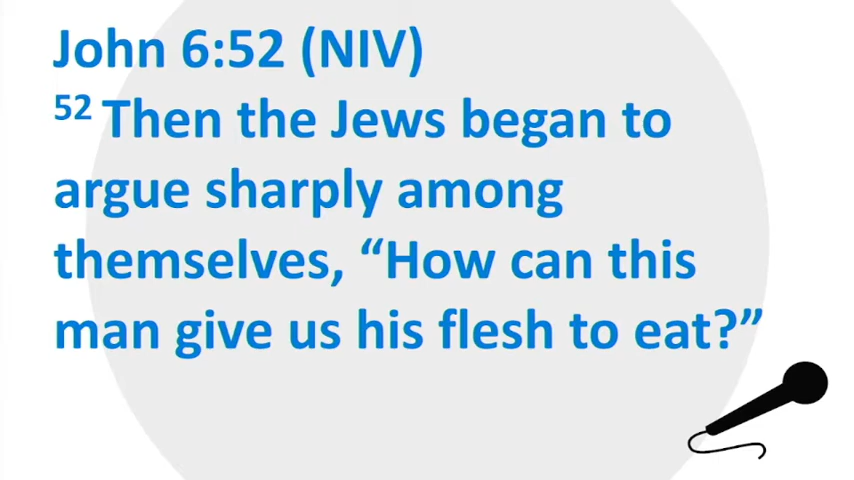 John 6:52 (NIV)
52 Then the Jews began to
argue sharply among
themselves, “How can this
man give us his flesh to eat?”